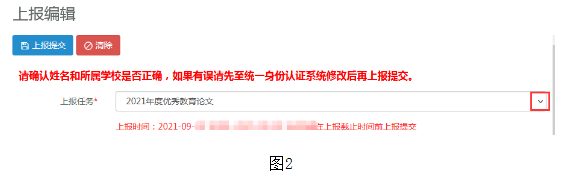 上报编辑
上报提交 清除
请确认姓名和所属学校是否正确，如果有误请先至统一身份认证系统修改后再上报提交。
上报任务* 2021年度优秀教育论文
上报时间：2021-09- 在上报截止时间前上报提交
图2